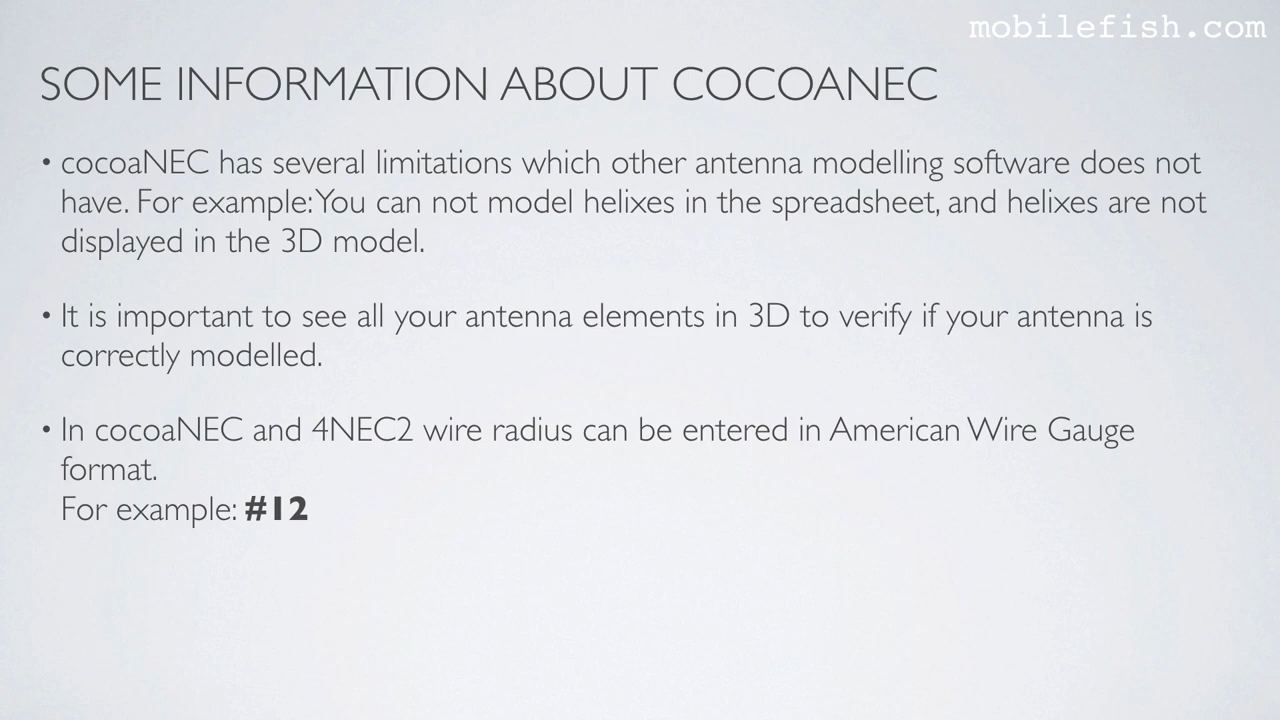 mobilefish.com
SOME INFORMATION ABOUT COCOANEC
• cocoaNEC has several limitations which other antenna modelling software does not
have. For example: You can not model helixes in the spreadsheet, and helixes are not
displayed in the 3D model.
• It is important to see all your antenna elements in 3D to verify if your antenna is
correctly modelled.
• In cocoaNEC and 4NEC2 wire radius can be entered in American Wire Gauge
format.
For example: #12